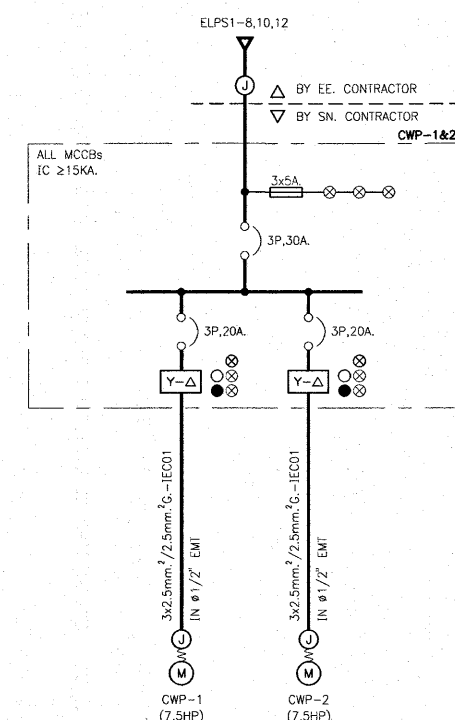 ELPS1-8,10,12
J
△ BY EE. CONTRACTOR
▽ BY SN. CONTRACTOR
CWP-1&2
ALL MCCBs
IC ≥15KA.
3x5A.
3P,30A.
3P,20A.
3P,20A.
Y-△
Y-△
3x2.5mm.²/2.5mm.²G.-IEC01
IN ø1/2" EMT
3x2.5mm.²/2.5mm.²G.-IEC01
IN ø1/2" EMT
J
J
M
M
CWP-1
(7.5HP)
CWP-2
(7.5HP)